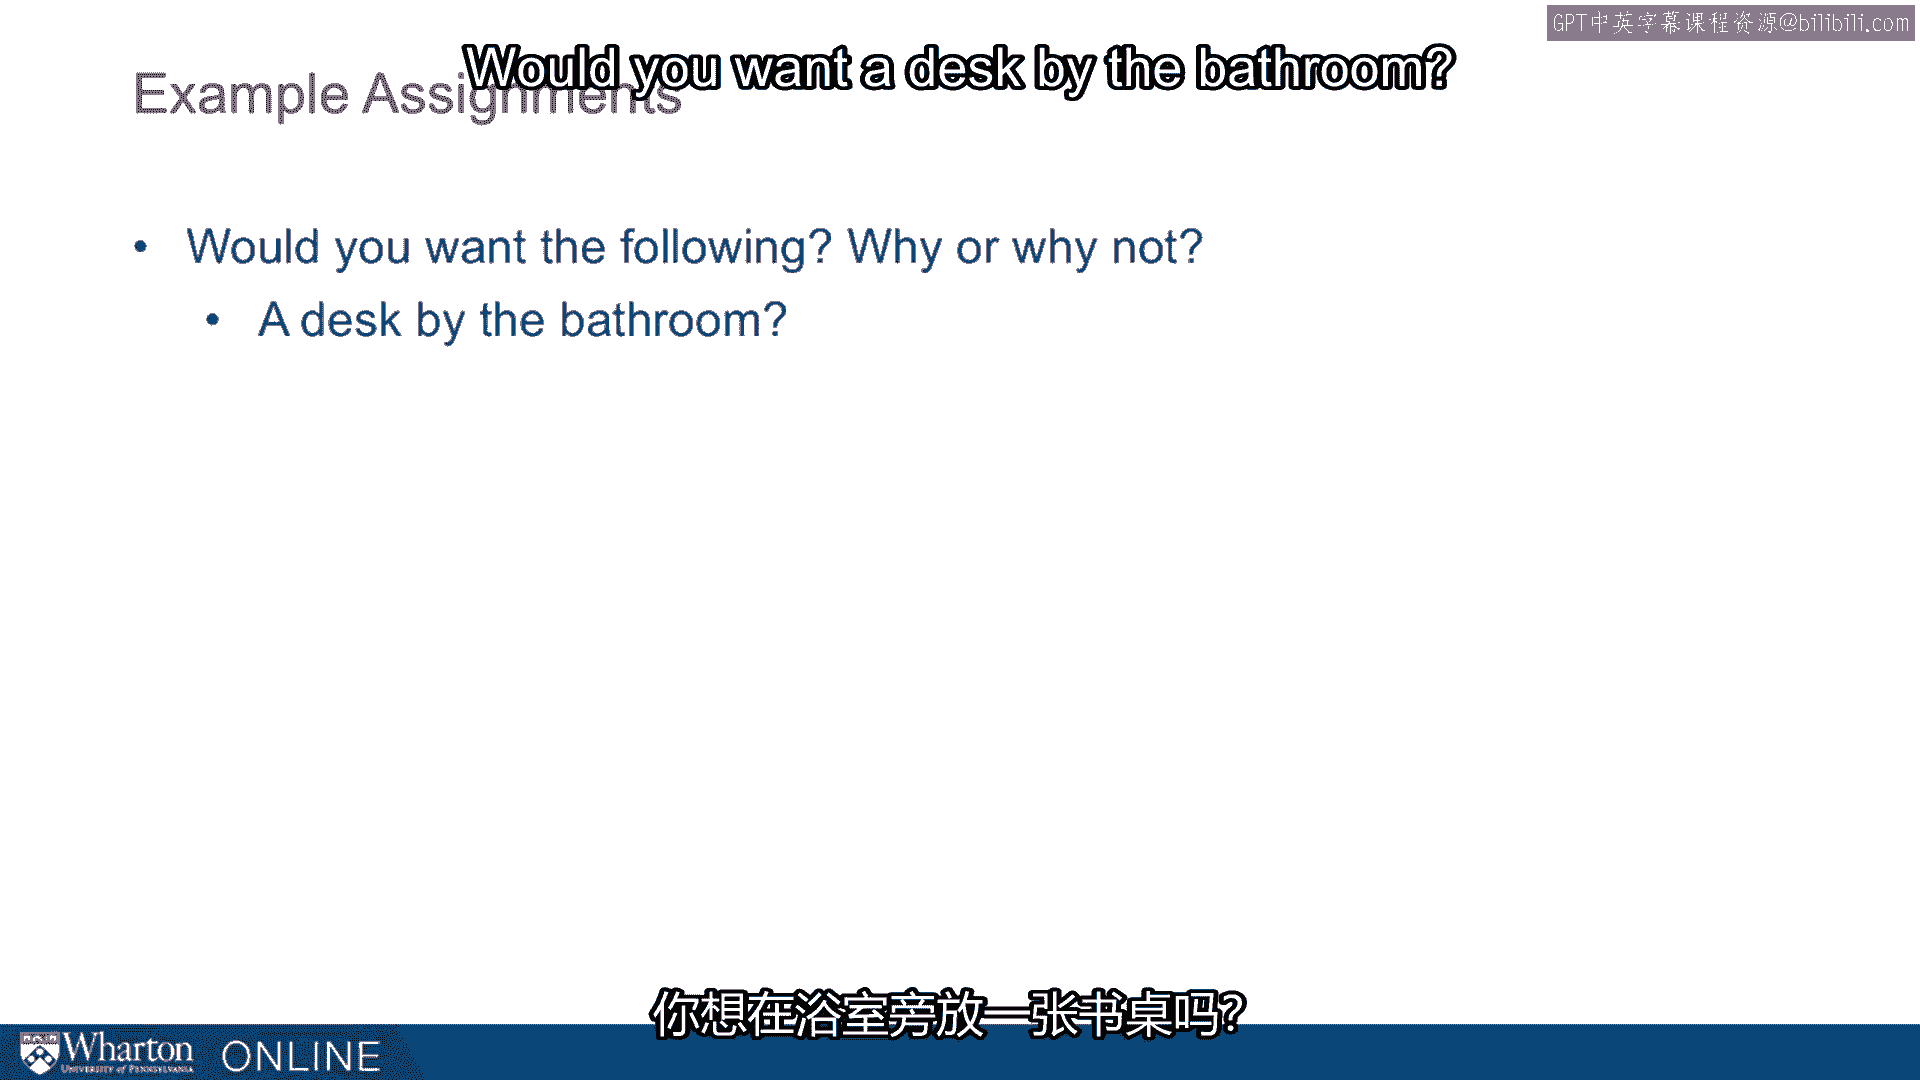 GPT中英字幕课程资源@bilibili.com
Would you want a desk by the bathroom?
Example Assignments
• Would you want the following? Why or why not?
• A desk by the bathroom?
你想在浴室旁放一张书桌吗?
Wharton
UNIVERSITY of PENNSYLVANIA
ONLINE